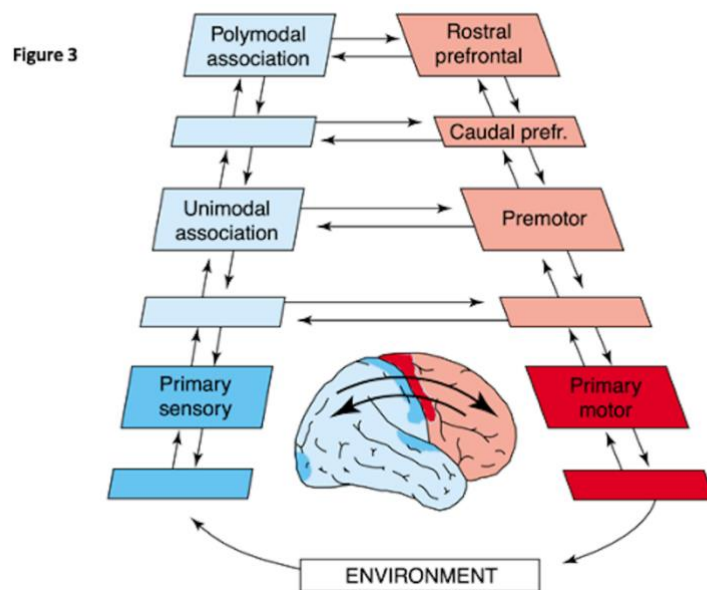 Figure 3
Polymodal
association
Rostral
prefrontal
Caudal prefr.
Unimodal
association
Premotor
Primary
sensory
Primary
motor
ENVIRONMENT